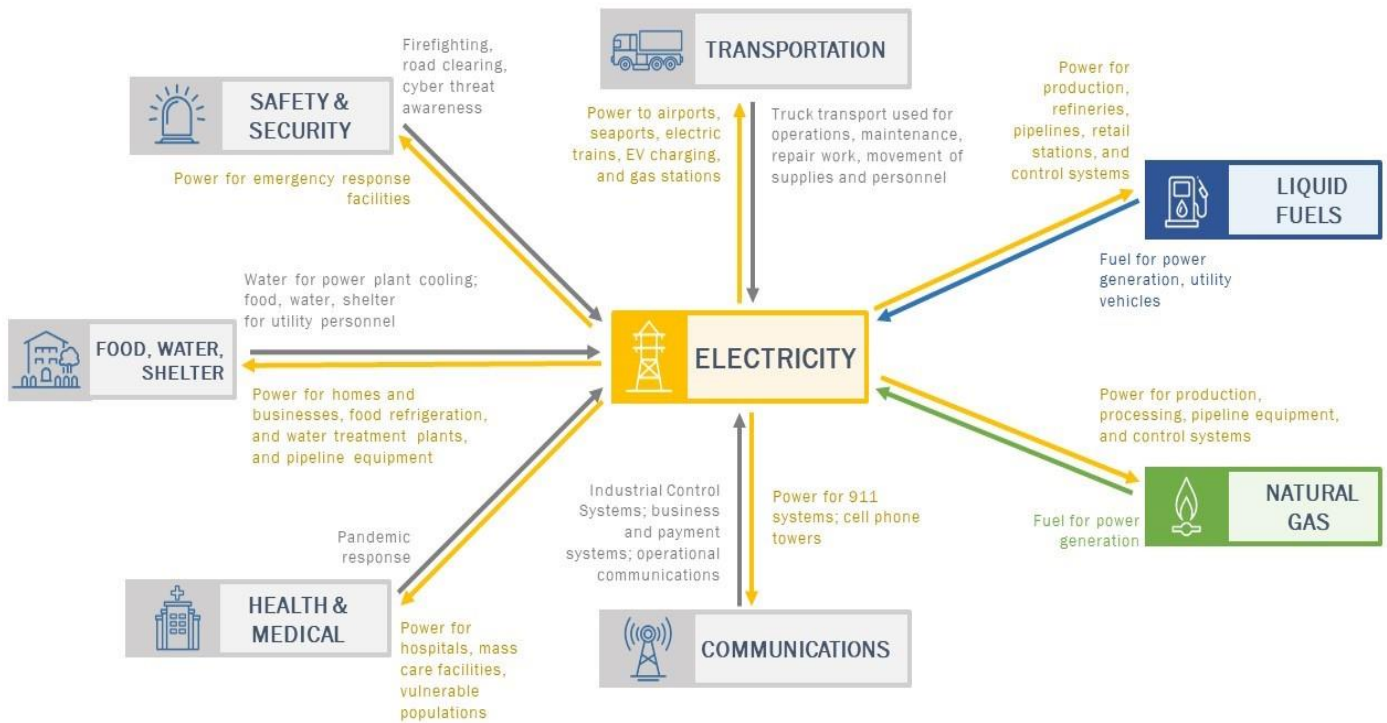 Firefighting,
road clearing,
cyber threat
awareness
SAFETY &
SECURITY
Power for emergency response
facilities
TRANSPORTATION
Power to airports,
seaports, electric
trains, EV charging,
and gas stations
Truck transport used for
operations, maintenance,
repair work, movement of
supplies and personnel
Power for
production,
refineries,
pipelines, retail
stations, and
control systems
LIQUID
FUELS
Fuel for power
generation, utility
vehicles
Water for power plant cooling;
food, water, shelter
for utility personnel
FOOD, WATER,
SHELTER
Power for homes and
businesses, food refrigeration,
and water treatment plants,
and pipeline equipment
ELECTRICITY
Power for production,
processing, pipeline equipment,
and control systems
NATURAL
GAS
Fuel for power
generation
Pandemic
response
HEALTH &
MEDICAL
Power for
hospitals, mass
care facilities,
vulnerable
populations
Industrial Control
Systems; business
and payment
systems; operational
communications
Power for 911
systems; cell phone
towers
COMMUNICATIONS